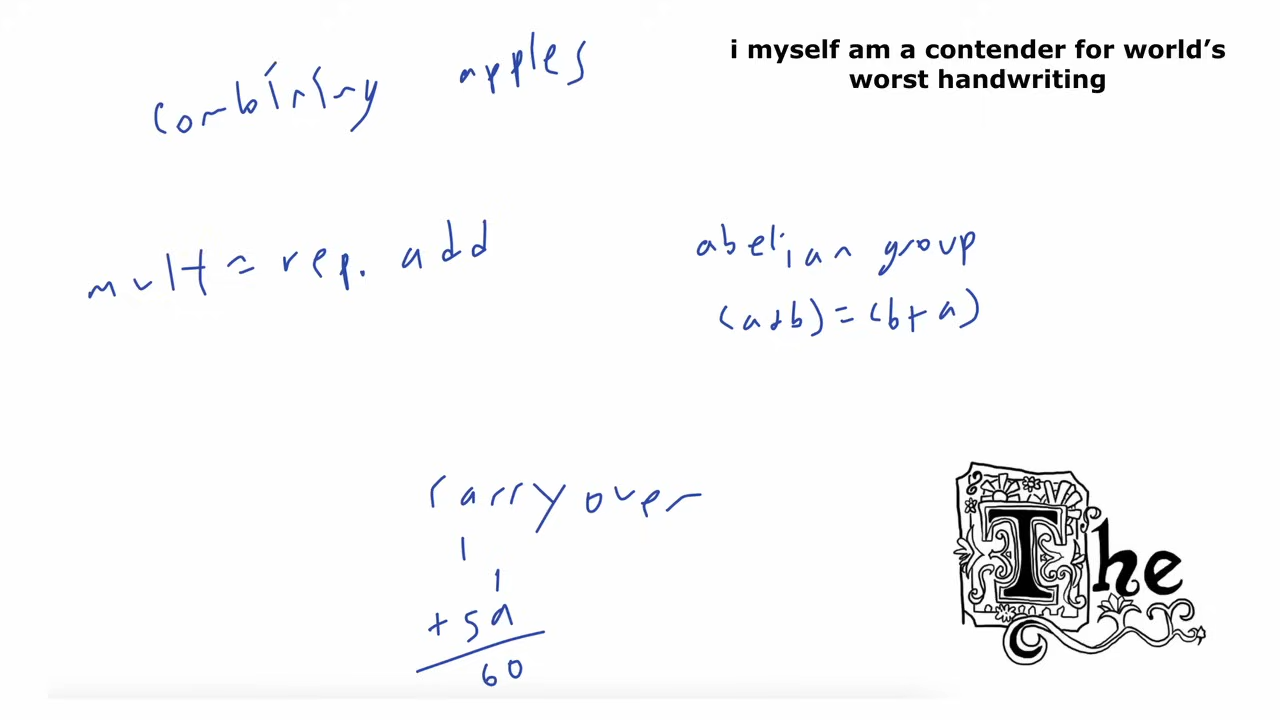 i myself am a contender for world's
worst handwriting
combining apples
mult = rep. add
abelian group
(a+b) = (b+a)
carry over
1
1
+ 59
60
The